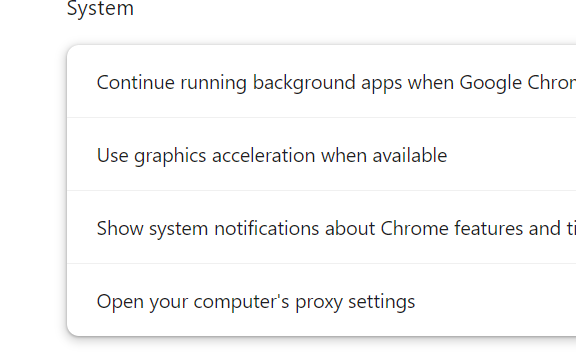 System
Continue running background apps when Google
Use graphics acceleration when available
Show system notifications about Chrome features and
Open your computer's proxy settings